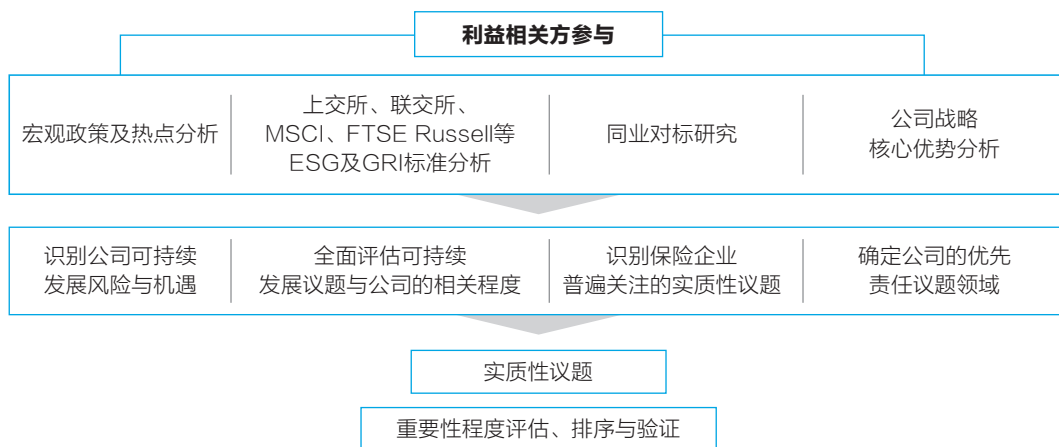 利益相关方参与
宏观政策及热点分析
上交所、联交所、
MSCI、FTSE Russell等
ESG及GRI标准分析
同业对标研究
公司战略
核心优势分析
识别公司可持续
发展风险与机遇
全面评估可持续
发展议题与公司的相关程度
识别保险企业
普遍关注的实质性议题
确定公司的优先
责任议题领域
实质性议题
重要性程度评估、排序与验证